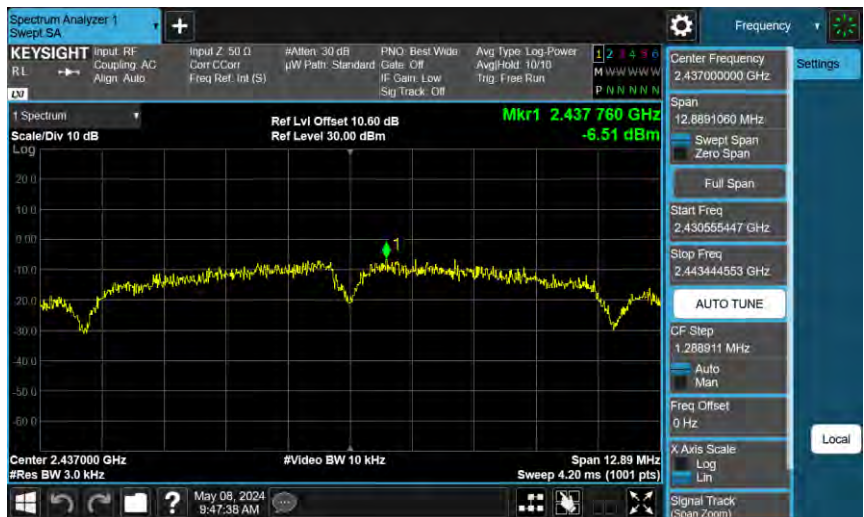 Spectrum Analyzer 1
Swept SA
+
Frequency
KEYSIGHT
RL
LXI
Input: RF
Coupling: AC
Align: Auto
Input Z: 50 Ω
Corr CCorr
Freq Ref: Int (S)
#Atten: 30 dB
µW Path: Standard
PNO: Best Wide
Gate: Off
IF Gain: Low
Sig Track: Off
Avg Type: Log-Power
Avg|Hold: 10/10
Trig: Free Run
1 2 3 4 5 6
M W W W W W
P N N N N N
1 Spectrum
Scale/Div 10 dB
Log
Ref Lvl Offset 10.60 dB
Ref Level 30.00 dBm
Mkr1 2.437 760 GHz
-6.51 dBm
20.0
10.0
0.00
-10.0
-20.0
-30.0
-40.0
-50.0
-60.0
1
Center 2.437000 GHz
#Res BW 3.0 kHz
#Video BW 10 kHz
Span 12.89 MHz
Sweep 4.20 ms (1001 pts)
Center Frequency
2.437000000 GHz
Span
12.8891060 MHz
Swept Span
Zero Span
Full Span
Start Freq
2.430555447 GHz
Stop Freq
2.443444553 GHz
AUTO TUNE
CF Step
1.288911 MHz
Auto
Man
Freq Offset
0 Hz
X Axis Scale
Log
Lin
Signal Track
(Span Zoom)
Settings
Local
?
May 08, 2024
9:47:38 AM